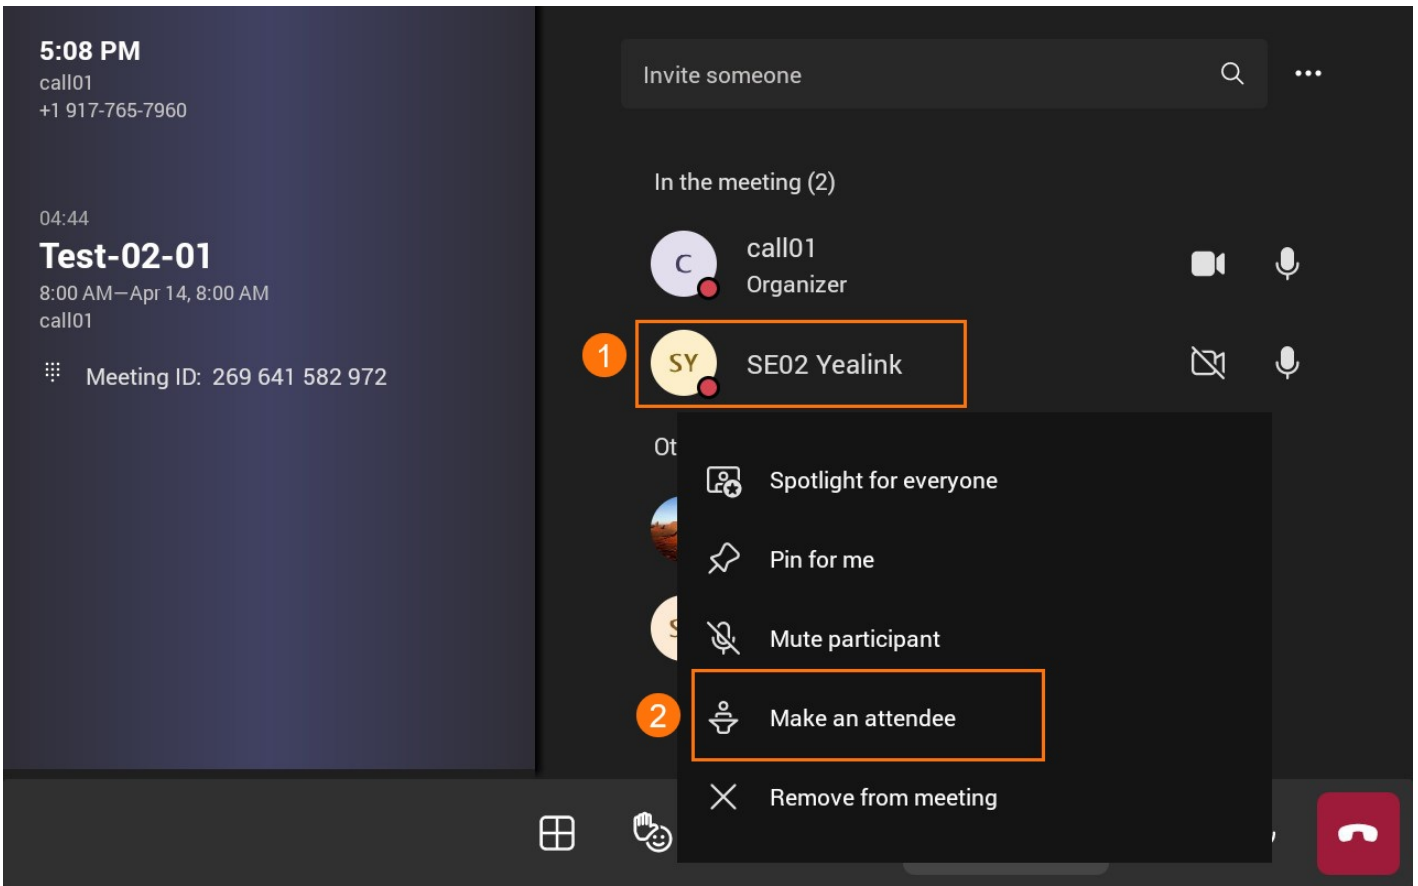 5:08 PM
call01
+1 917-765-7960
04:44
Test-02-01
8:00 AM—Apr 14, 8:00 AM
call01
Meeting ID: 269 641 582 972
Invite someone
In the meeting (2)
C
call01
Organizer
1
SY
SE02 Yealink
Ot
Spotlight for everyone
Pin for me
S
Mute participant
2
Make an attendee
Remove from meeting